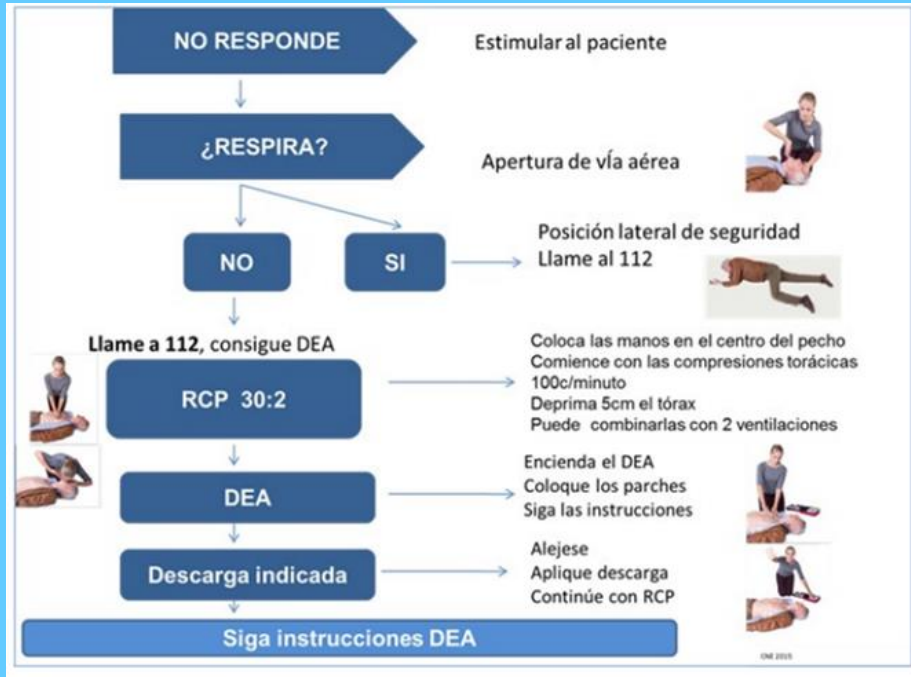 NO RESPONDE
Estimular al paciente
¿RESPIRA?
Apertura de vÍa aérea
NO
SI
Posición lateral de seguridad
Llame al 112
Llame a 112, consigue DEA
RCP 30:2
Coloca las manos en el centro del pecho
Comience con las compresiones torácicas
100c/minuto
Deprima 5cm el tórax
Puede combinarlas con 2 ventilaciones
DEA
Encienda el DEA
Coloque los parches
Siga las instrucciones
Descarga indicada
Alejese
Aplique descarga
Continúe con RCP
Siga instrucciones DEA